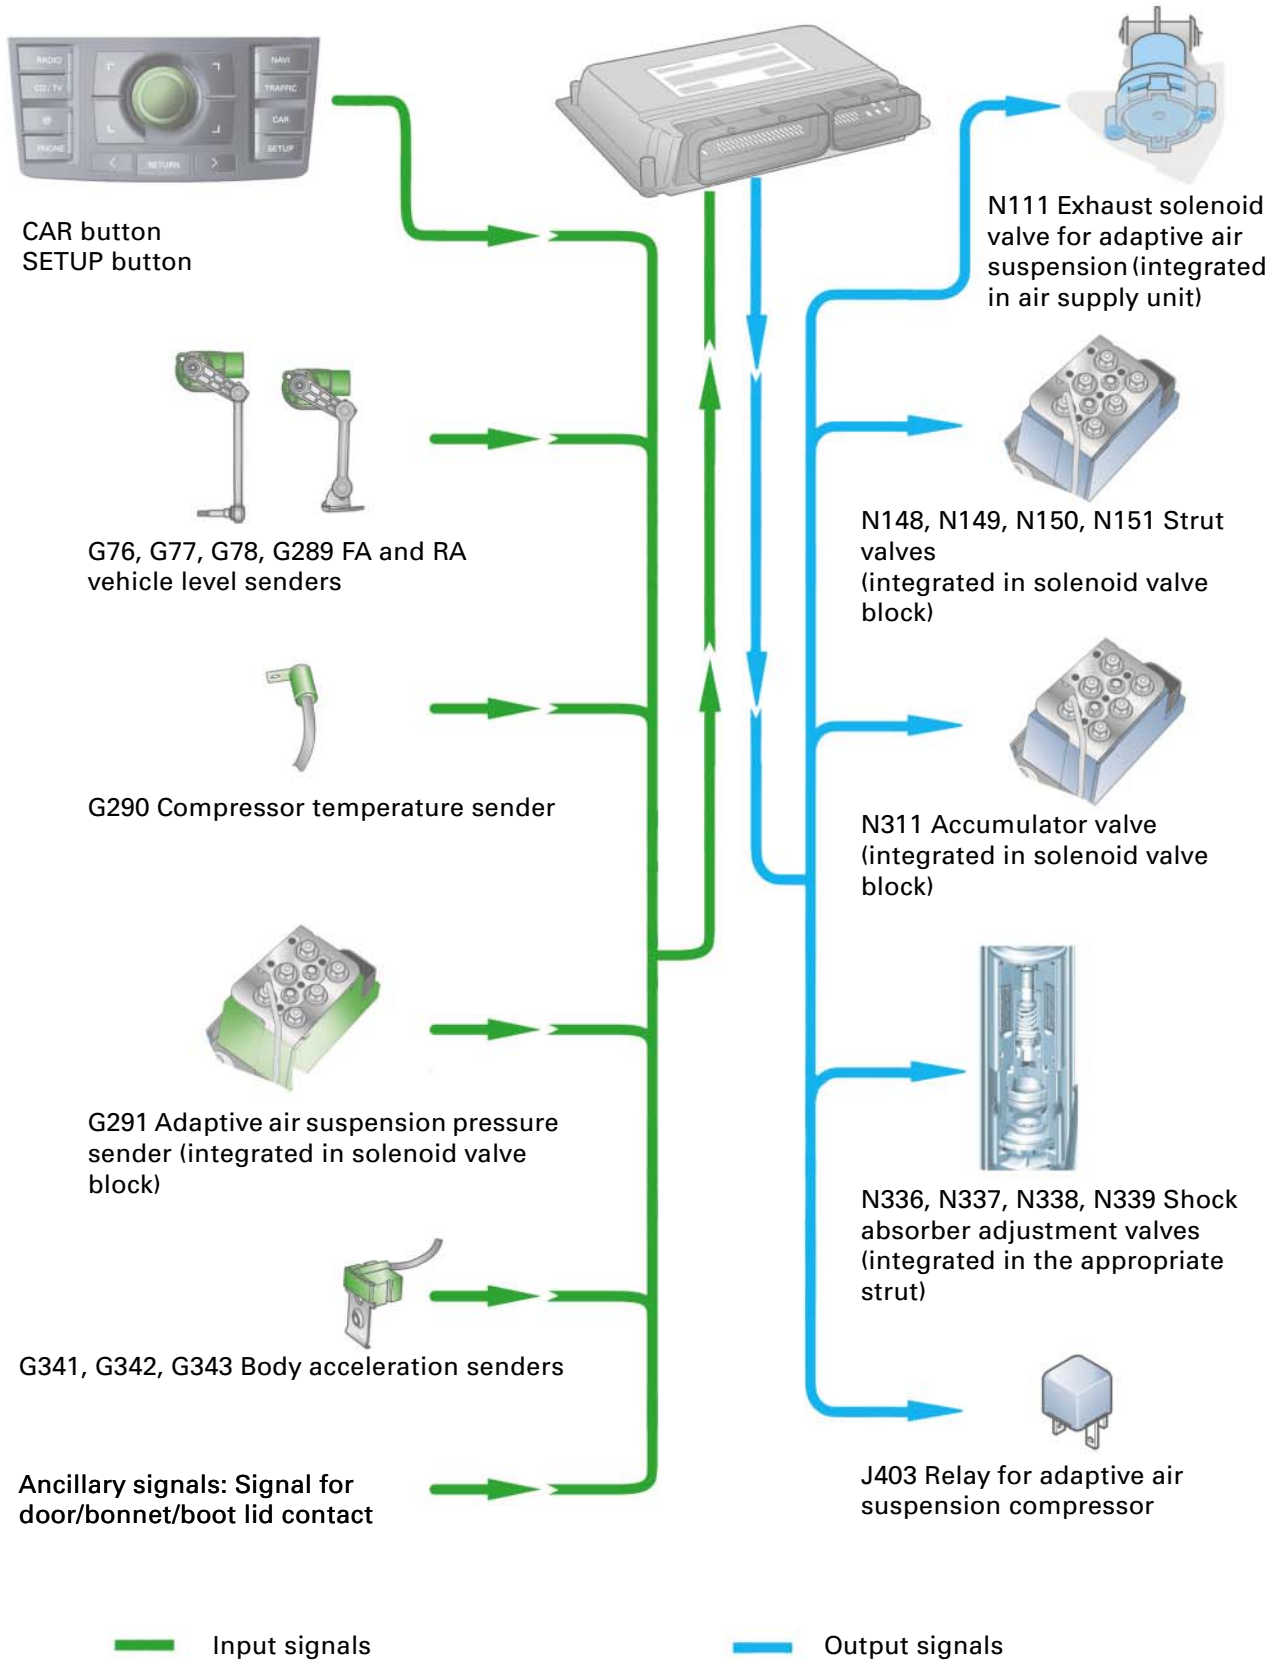 RADIO
CD / TV
@
PHONE
NAVI
TRAFFIC
CAR
SETUP
<
RETURN
>
CAR button
SETUP button
N111 Exhaust solenoid
valve for adaptive air
suspension (integrated
in air supply unit)
G76, G77, G78, G289 FA and RA
vehicle level senders
N148, N149, N150, N151 Strut
valves
(integrated in solenoid valve
block)
G290 Compressor temperature sender
N311 Accumulator valve
(integrated in solenoid valve
block)
G291 Adaptive air suspension pressure
sender (integrated in solenoid valve
block)
N336, N337, N338, N339 Shock
absorber adjustment valves
(integrated in the appropriate
strut)
G341, G342, G343 Body acceleration senders
Ancillary signals: Signal for
door/bonnet/boot lid contact
J403 Relay for adaptive air
suspension compressor
Input signals
Output signals